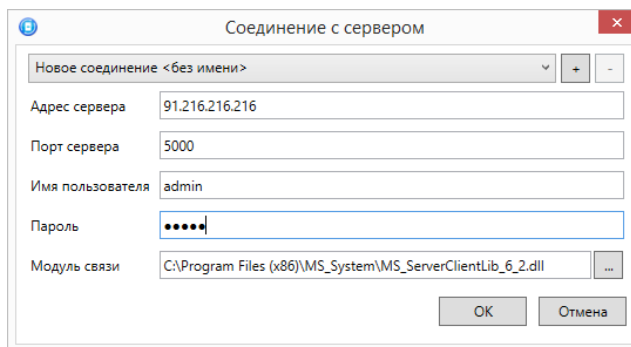 Соединение с сервером
Новое соединение <без имени>
+ -
Адрес сервера 91.216.216.216
Порт сервера 5000
Имя пользователя admin
Пароль •••••
Модуль связи C:\Program Files (x86)\MS_System\MS_ServerClientLib_6_2.dll ...
OK Отмена